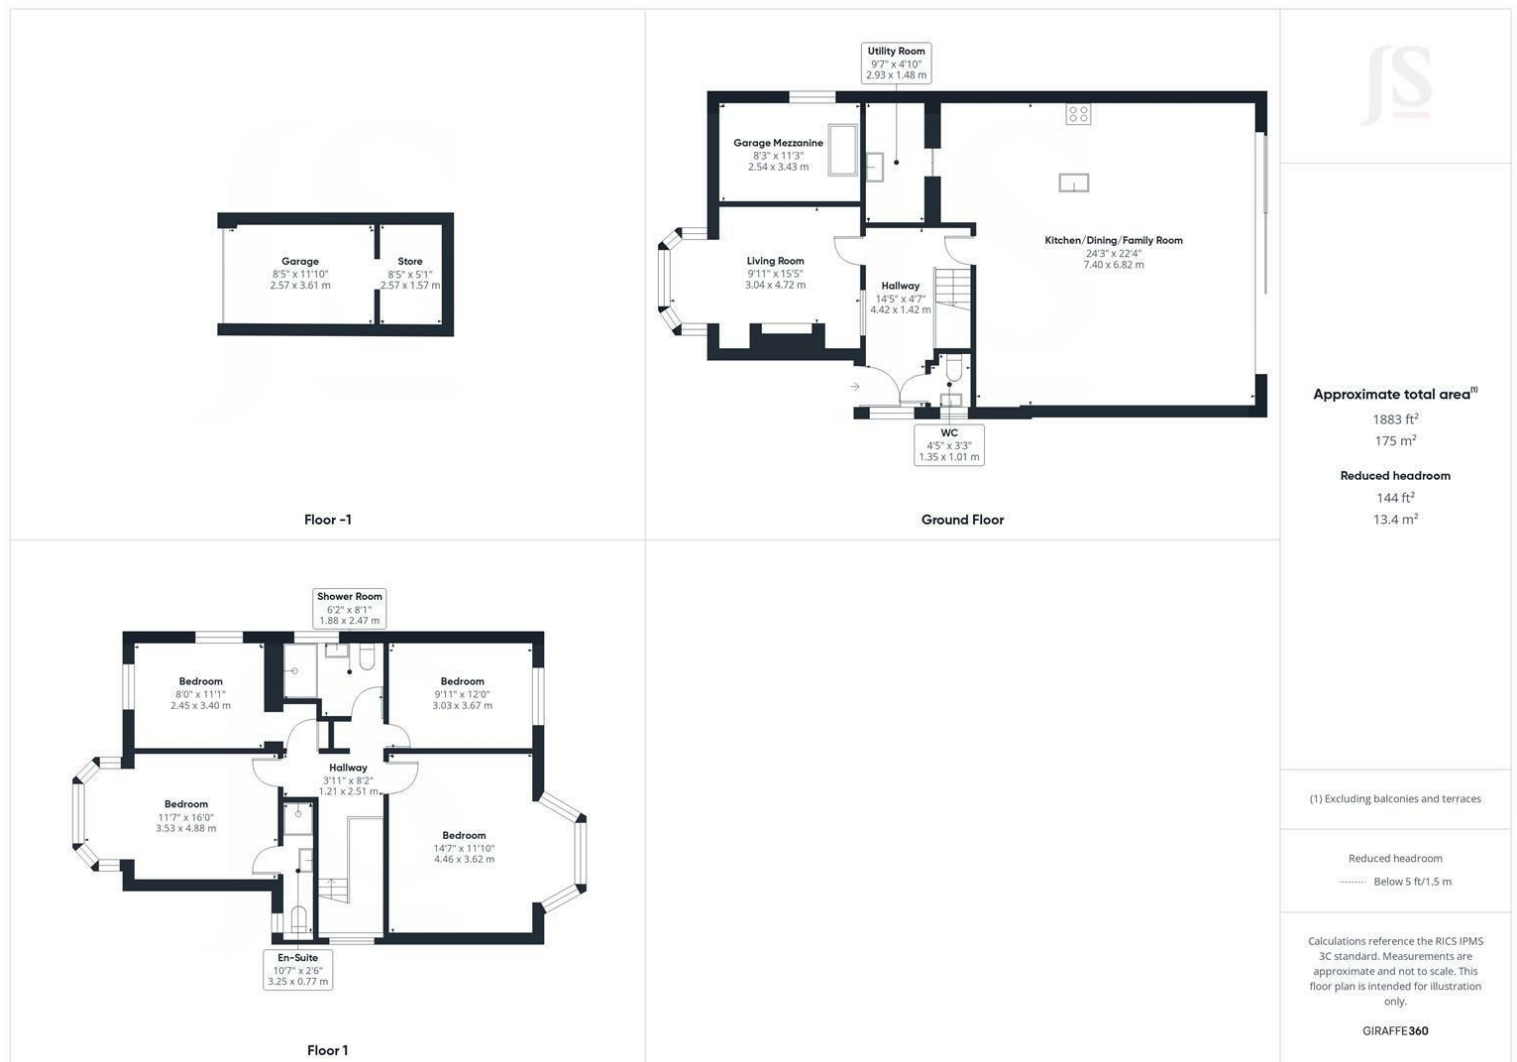 Garage
8'5" x 11'10"
2.57 x 3.61 m
Store
8'5" x 5'1"
2.57 x 1.57 m
Floor -1
Utility Room
9'7" x 4'10"
2.93 x 1.48 m
Garage Mezzanine
8'3" x 11'3"
2.54 x 3.43 m
Living Room
9'11" x 15'5"
3.04 x 4.72 m
Hallway
14'5" x 4'7"
4.42 x 1.42 m
Kitchen/Dining/Family Room
24'3" x 22'4"
7.40 x 6.82 m
WC
4'5" x 3'3"
1.35 x 1.01 m
Ground Floor
Shower Room
6'2" x 8'1"
1.88 x 2.47 m
Bedroom
8'0" x 11'1"
2.45 x 3.40 m
Bedroom
9'11" x 12'0"
3.03 x 3.67 m
Hallway
3'11" x 8'2"
1.21 x 2.51 m
Bedroom
11'7" x 16'0"
3.53 x 4.88 m
Bedroom
14'7" x 11'10"
4.46 x 3.62 m
En-Suite
10'7" x 2'6"
3.25 x 0.77 m
Floor 1
JS
Approximate total area(1)
1883 ft²
175 m²
Reduced headroom
144 ft²
13.4 m²
(1) Excluding balconies and terraces
Reduced headroom
Below 5 ft/1.5 m
Calculations reference the RICS IPMS
3C standard. Measurements are
approximate and not to scale. This
floor plan is intended for illustration
only.
GIRAFFE360